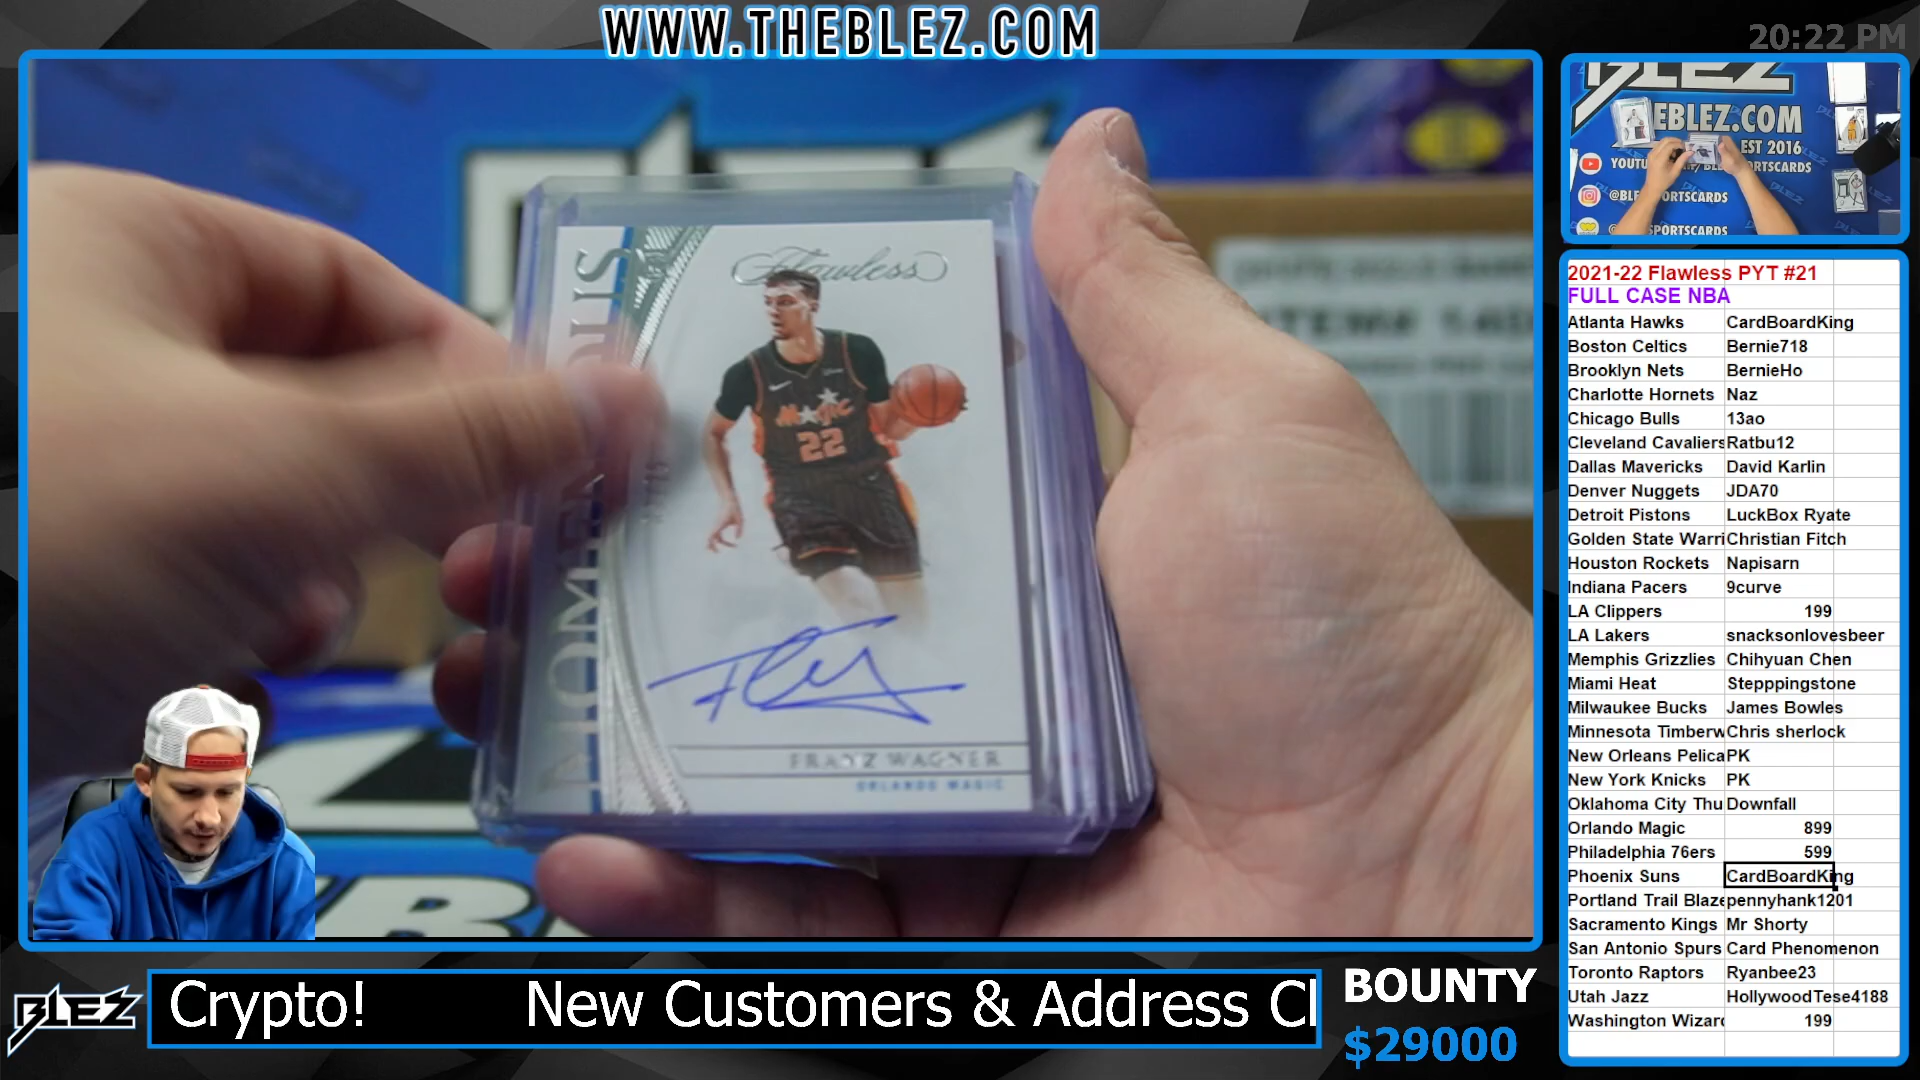 WWW.THEBLEZ.COM
20:22 PM
Flawless
MAGIC
22
FRANZ WAGNER
ORLANDO MAGIC
BLEZ
EBLEZ.COM
EST 2016
YOUTU
SPORTSCARDS
2021-22 Flawless PYT #21
FULL CASE NBA
Atlanta Hawks CardBoardKing
Boston Celtics Bernie718
Brooklyn Nets BernieHo
Charlotte Hornets Naz
Chicago Bulls 13ao
Cleveland Cavaliers Ratbu12
Dallas Mavericks David Karlin
Denver Nuggets JDA70
Detroit Pistons LuckBox Ryate
Golden State Warri Christian Fitch
Houston Rockets Napisarn
Indiana Pacers 9curve
LA Clippers 199
LA Lakers snacksonlovesbeer
Memphis Grizzlies Chihyuan Chen
Miami Heat Stepppingstone
Milwaukee Bucks James Bowles
Minnesota Timberw Chris sherlock
New Orleans Pelica PK
New York Knicks PK
Oklahoma City Thu Downfall
Orlando Magic 899
Philadelphia 76ers 599
Phoenix Suns CardBoardKing
Portland Trail Blaze pennyhank1201
Sacramento Kings Mr Shorty
San Antonio Spurs Card Phenomenon
Toronto Raptors Ryanbee23
Utah Jazz HollywoodTese4188
Washington Wizard 199
BLEZ
Crypto! New Customers & Address Cl
BOUNTY
$29000